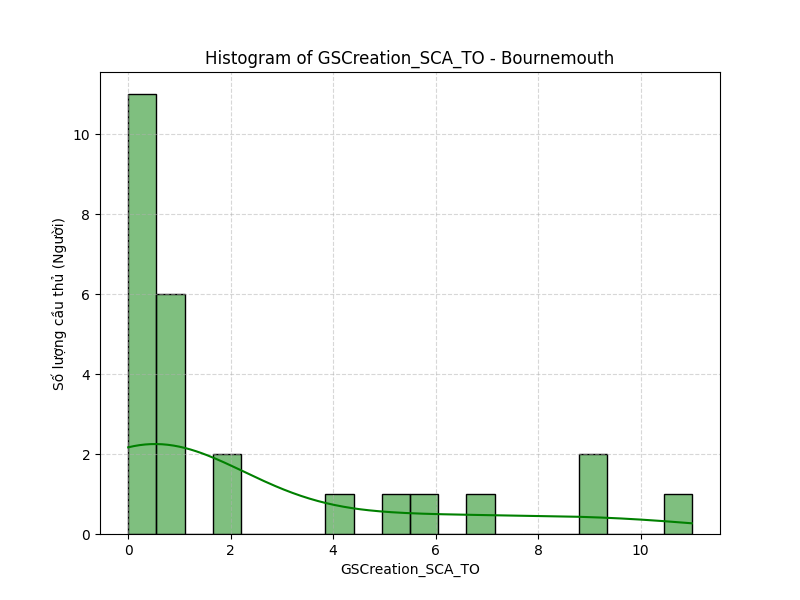 Histogram of GSCreation_SCA_TO - Bournemouth
Số lượng cầu thủ (Người)
10
8
6
4
2
0
0 2 4 6 8 10
GSCreation_SCA_TO